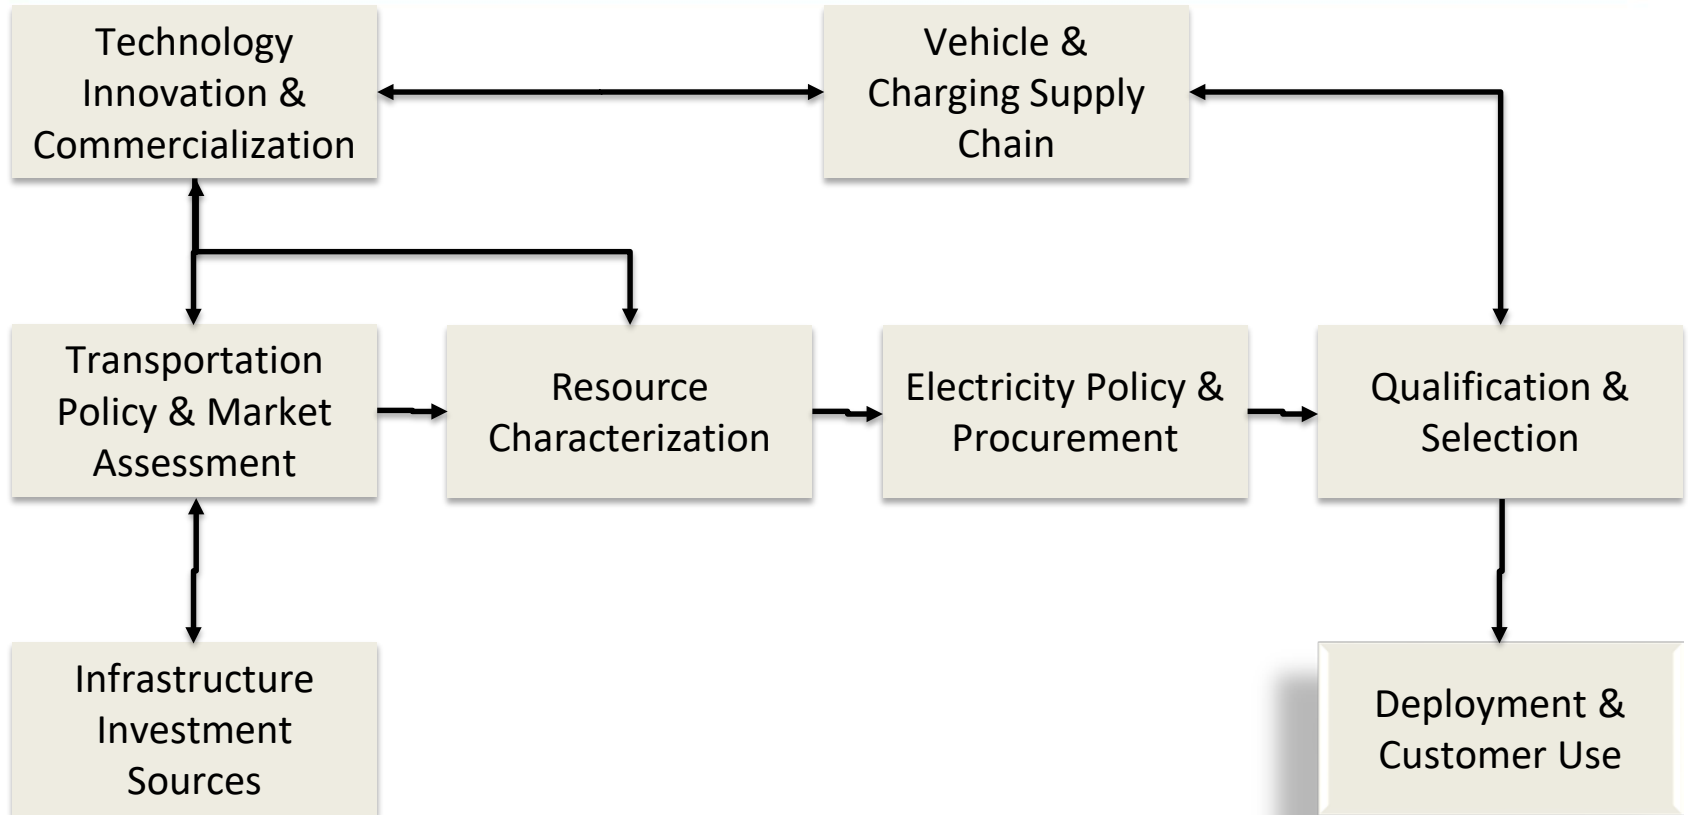 Technology
Innovation &
Commercialization
Vehicle &
Charging Supply
Chain
Transportation
Policy & Market
Assessment
Resource
Characterization
Electricity Policy &
Procurement
Qualification &
Selection
Infrastructure
Investment
Sources
Deployment &
Customer Use